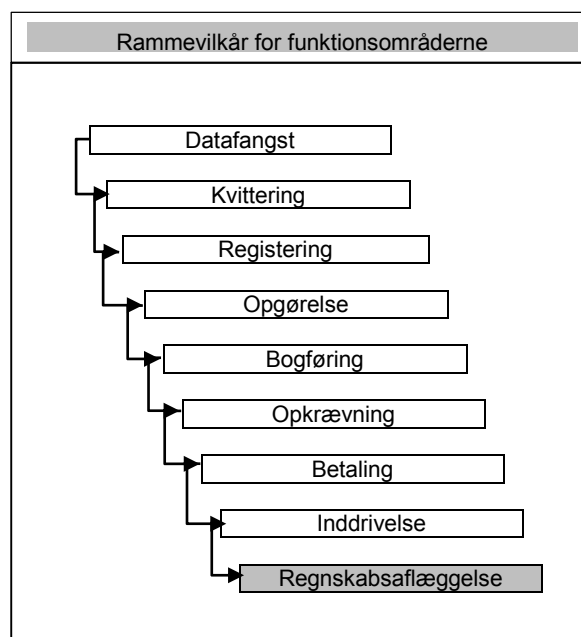 Rammevilkår for funktionsområderne
Datafangst
Kvittering
Registering
Opgørelse
Bogføring
Opkrævning
Betaling
Inddrivelse
Regnskabsaflæggelse